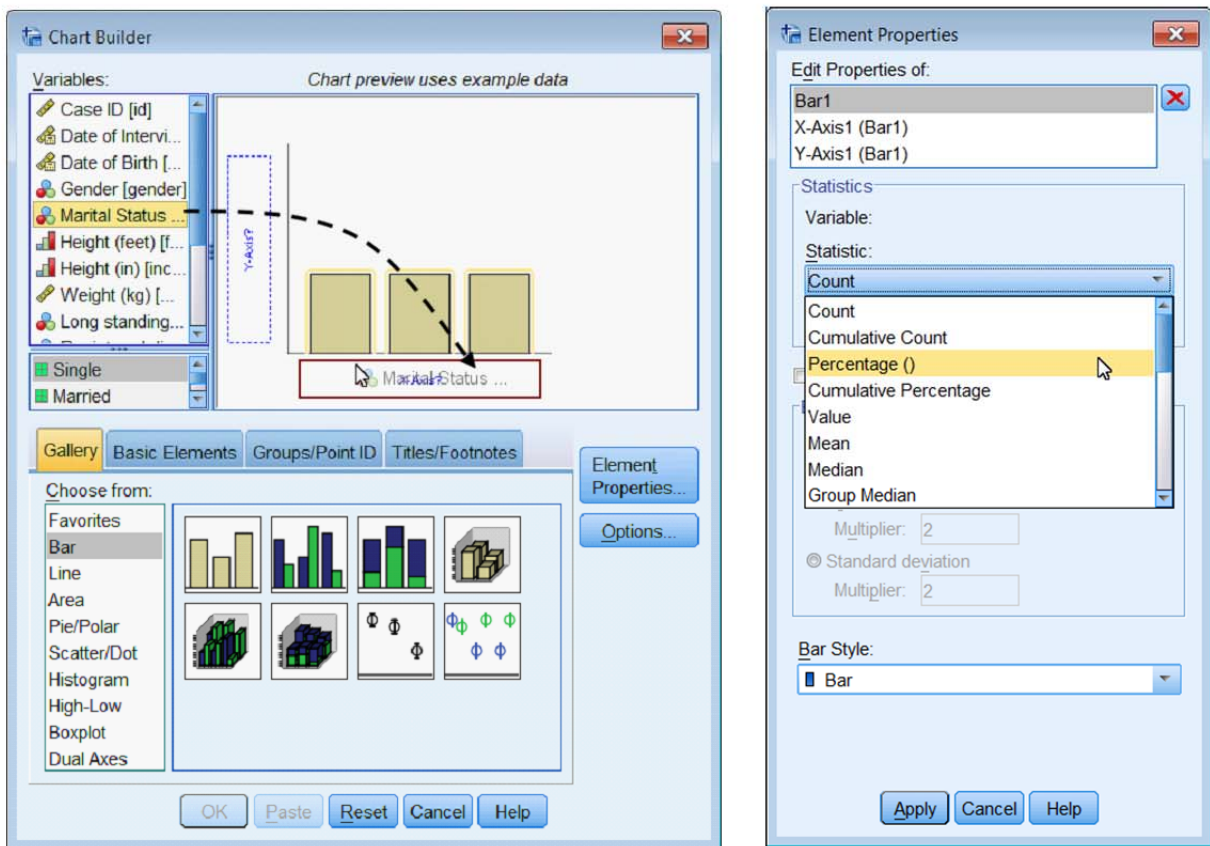 Chart Builder
Variables:
Chart preview uses example data
Case ID [id]
Date of Intervi...
Date of Birth [...
Gender [gender]
Marital Status ...
Height (feet) [f...
Height (in) [inc...
Weight (kg) [...
Long standing...
Single
Married
Y-Axis?
Marital Status ...
Gallery
Basic Elements
Groups/Point ID
Titles/Footnotes
Element
Properties...
Options...
Choose from:
Favorites
Bar
Line
Area
Pie/Polar
Scatter/Dot
Histogram
High-Low
Boxplot
Dual Axes
OK
Paste
Reset
Cancel
Help
Element Properties
Edit Properties of:
Bar1
X-Axis1 (Bar1)
Y-Axis1 (Bar1)
Statistics
Variable:
Statistic:
Count
Count
Cumulative Count
Percentage ()
Cumulative Percentage
Value
Mean
Median
Group Median
Multiplier: 2
Standard deviation
Multiplier: 2
Bar Style:
Bar
Apply
Cancel
Help